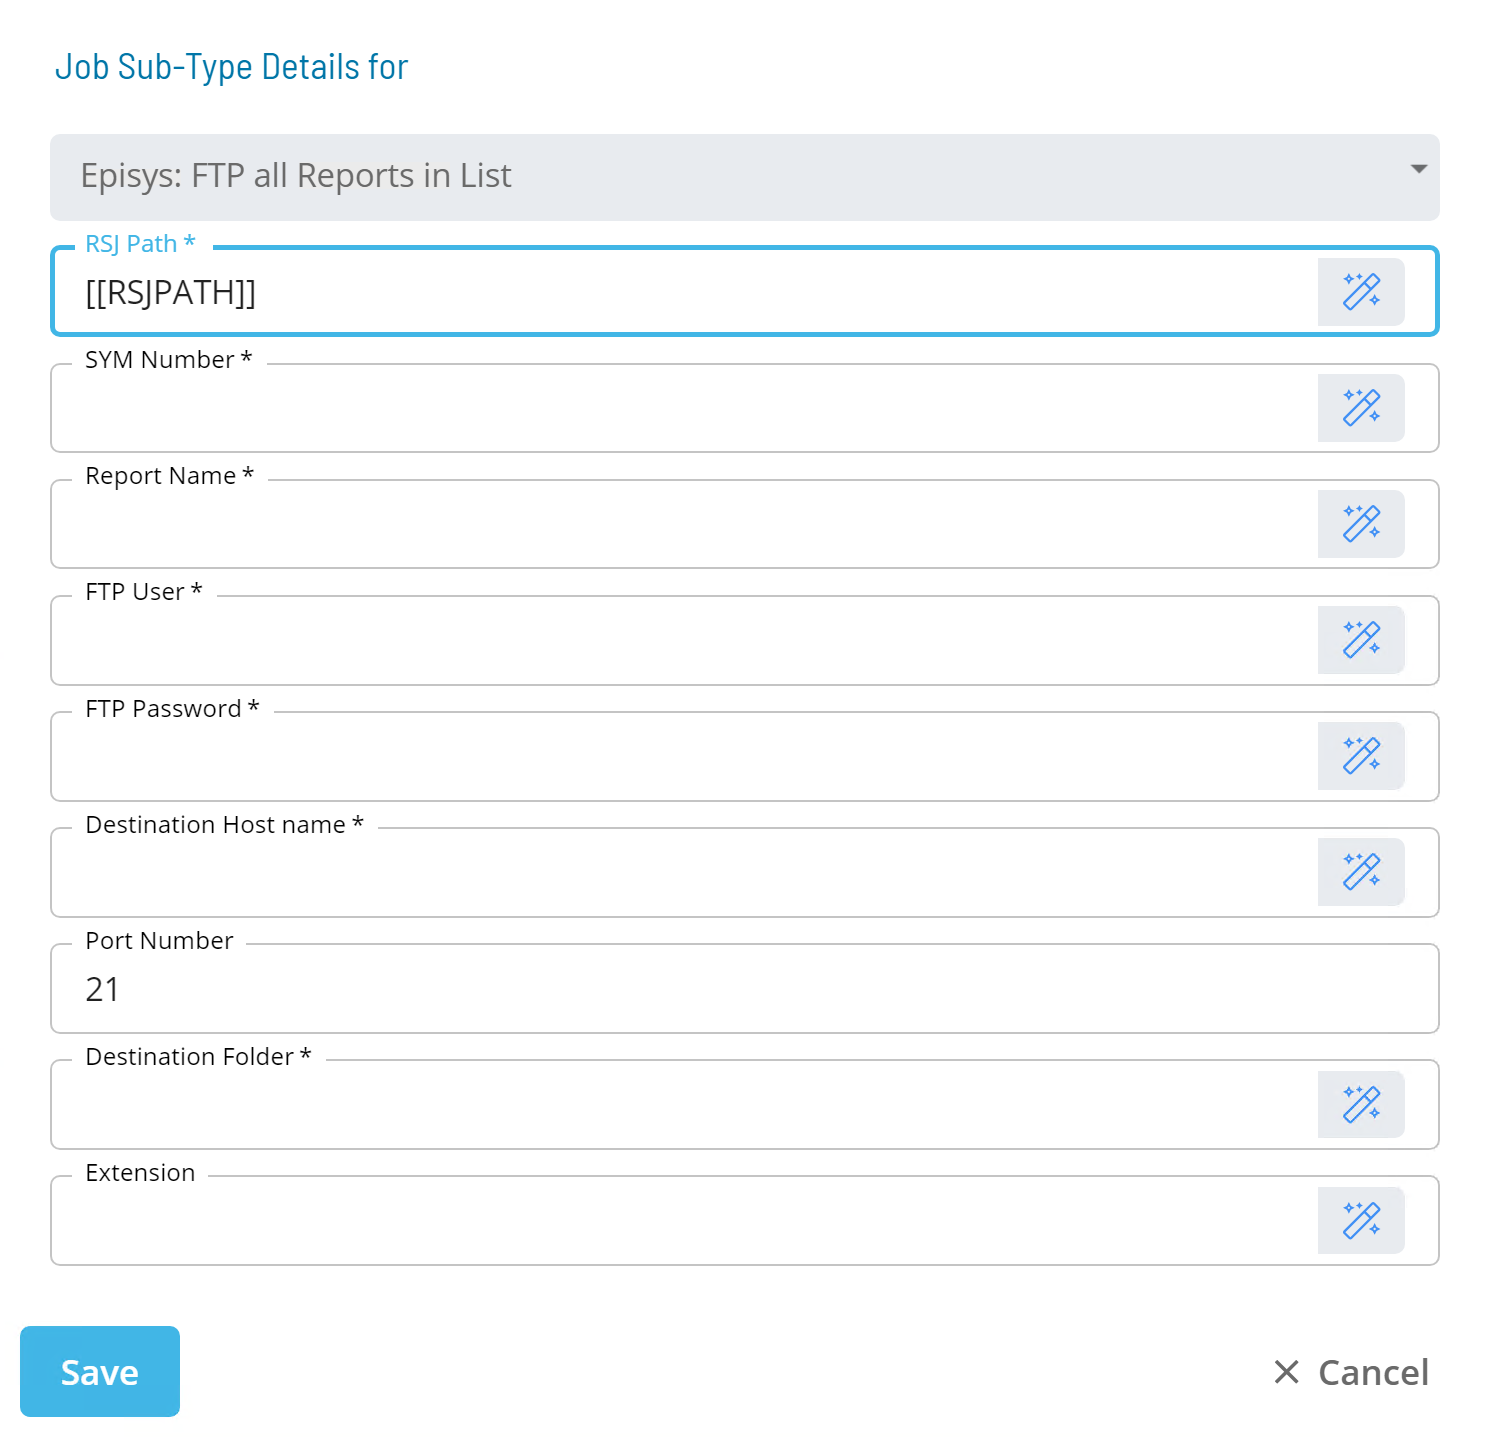 Job Sub-Type Details for
Episys: FTP all Reports in List
RSJ Path *
[[RSJPATH]]
SYM Number *
Report Name *
FTP User *
FTP Password *
Destination Host name *
Port Number
21
Destination Folder *
Extension
Save
Cancel